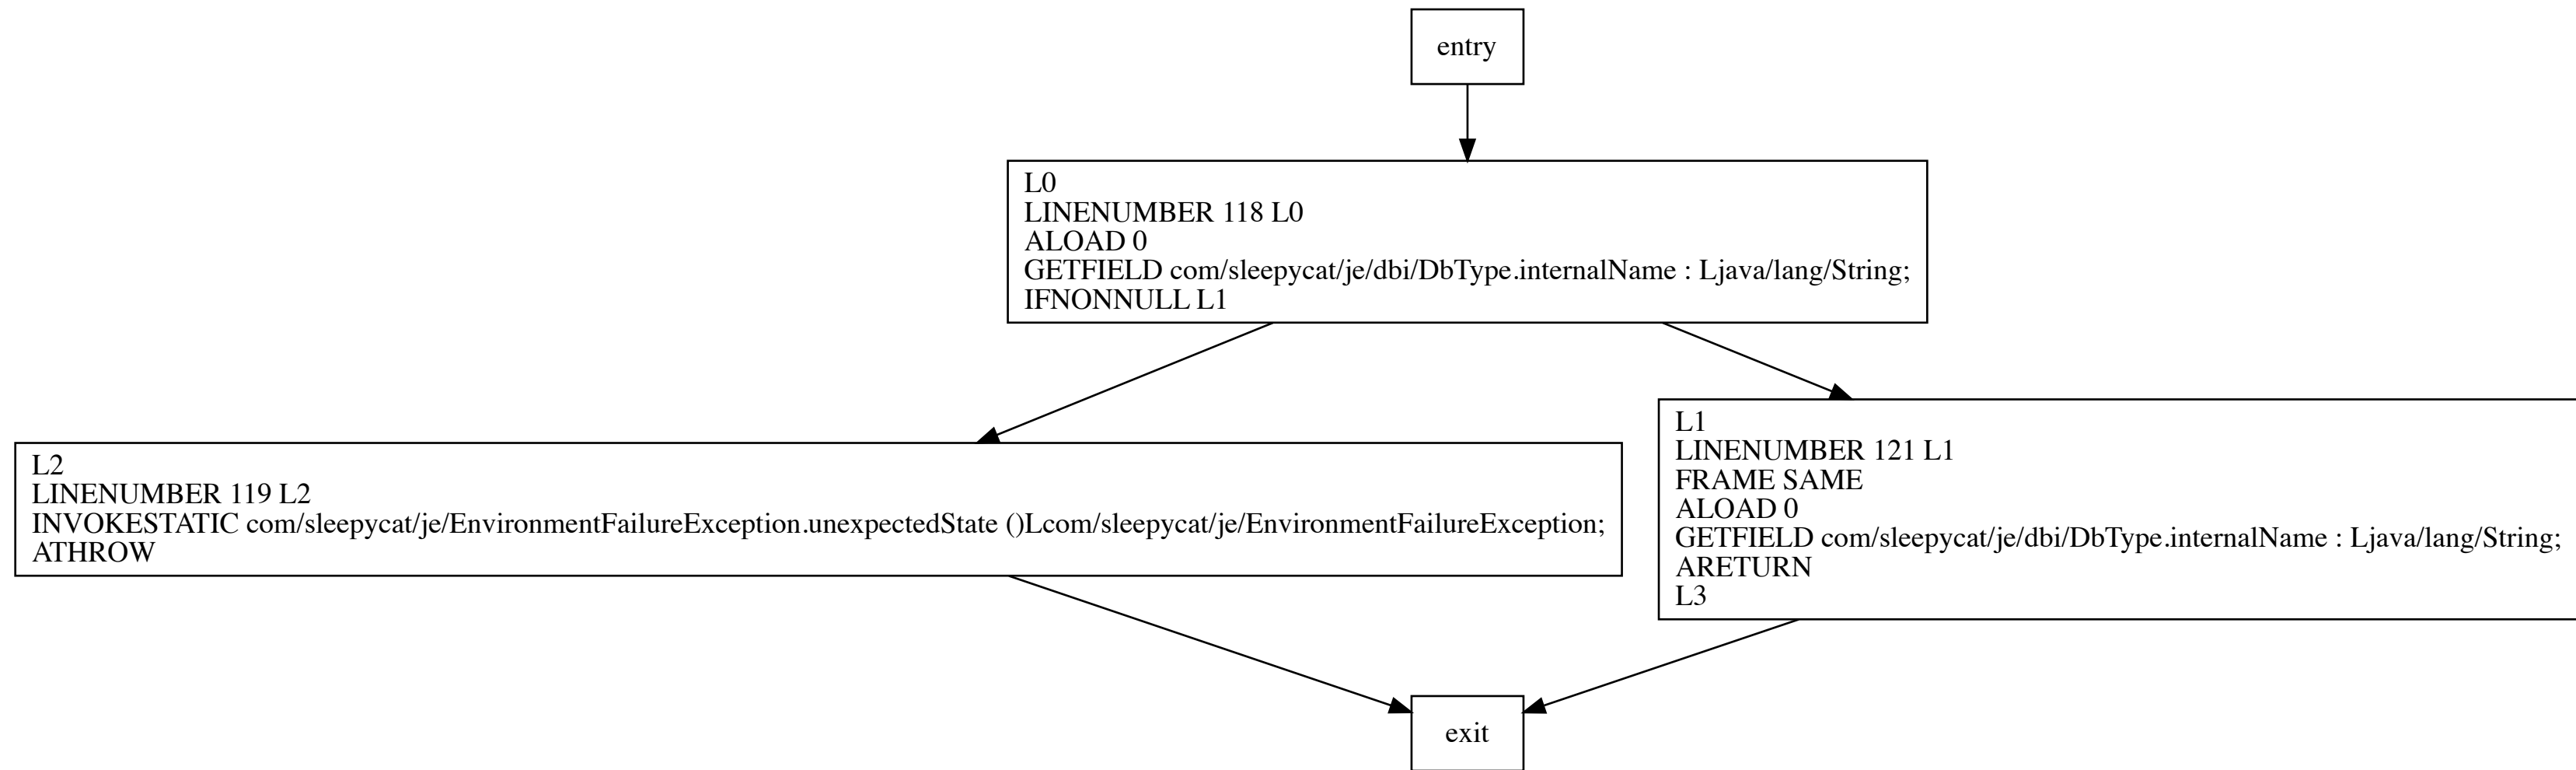 entry
L0
LINENUMBER 118 L0
ALOAD 0
GETFIELD com/sleepycat/je/dbi/DbType.internalName : Ljava/lang/String;
IFNONNULL L1
L2
LINENUMBER 119 L2
INVOKESTATIC com/sleepycat/je/EnvironmentFailureException.unexpectedState ()Lcom/sleepycat/je/EnvironmentFailureException;
ATHROW
L1
LINENUMBER 121 L1
FRAME SAME
ALOAD 0
GETFIELD com/sleepycat/je/dbi/DbType.internalName : Ljava/lang/String;
ARETURN
L3
exit